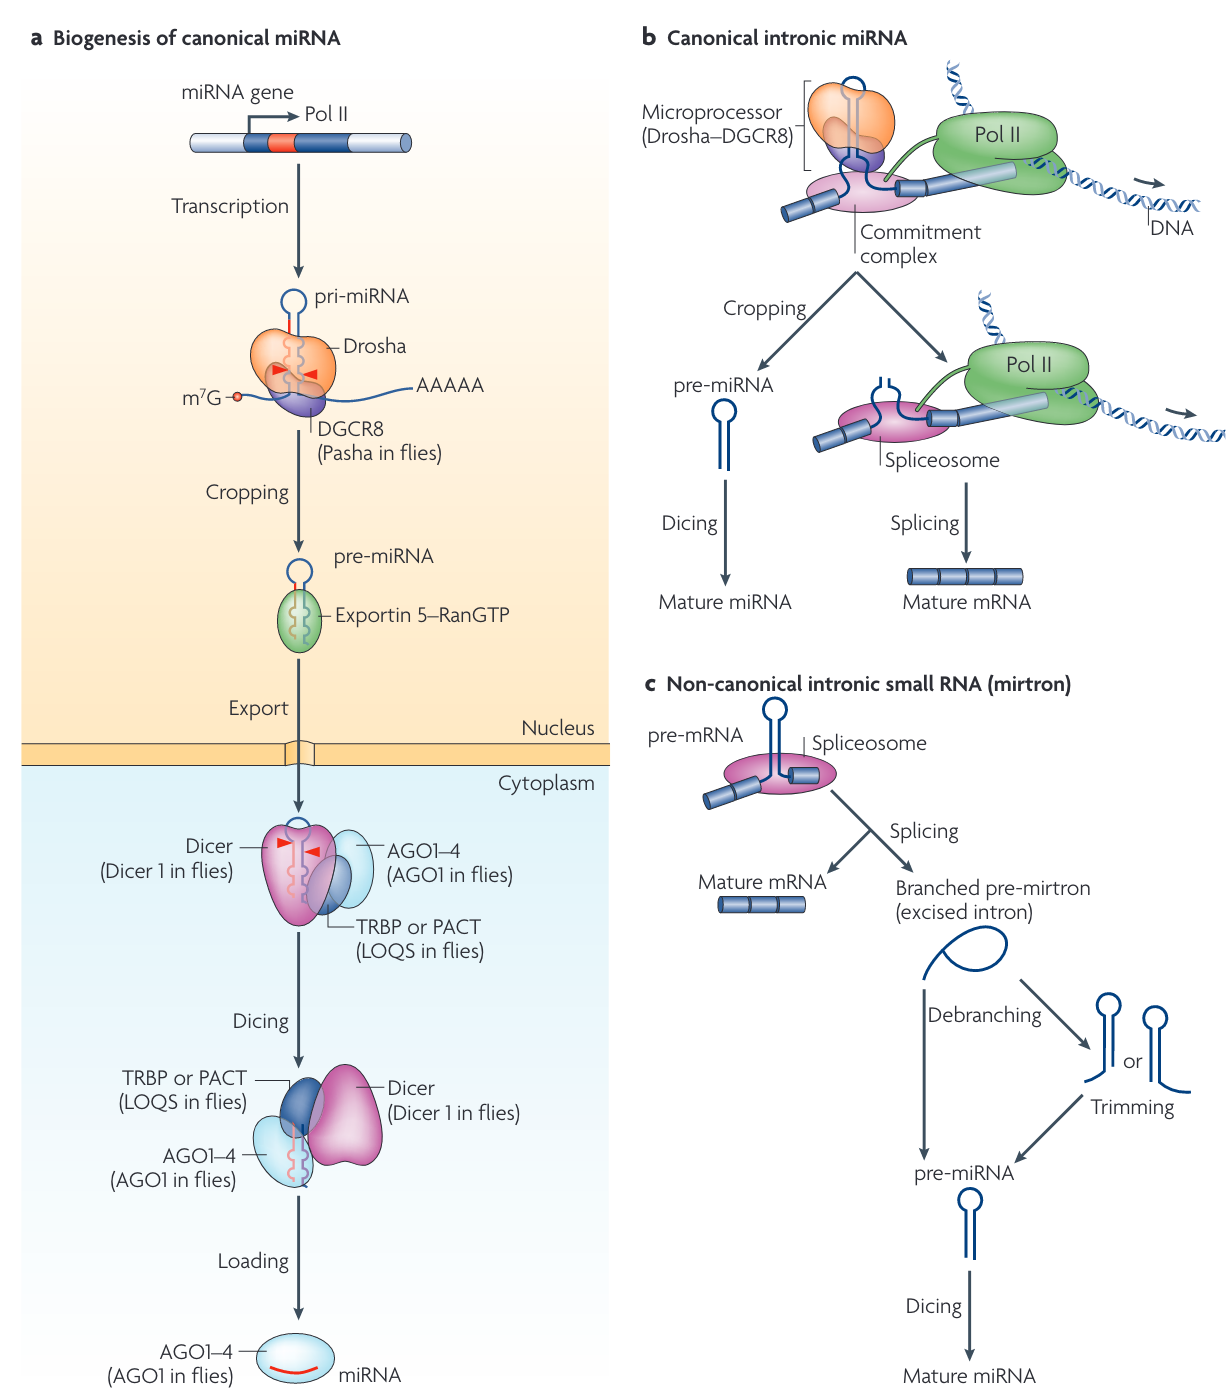 a Biogenesis of canonical miRNA
miRNA gene
Pol II
Transcription
pri-miRNA
Drosha
m⁷G
AAAAA
DGCR8
(Pasha in flies)
Cropping
pre-miRNA
Exportin 5–RanGTP
Export
Nucleus
Cytoplasm
Dicer
(Dicer 1 in flies)
AGO1–4
(AGO1 in flies)
TRBP or PACT
(LOQS in flies)
Dicing
TRBP or PACT
(LOQS in flies)
Dicer
(Dicer 1 in flies)
AGO1–4
(AGO1 in flies)
Loading
AGO1–4
(AGO1 in flies)
miRNA
b Canonical intronic miRNA
Microprocessor
(Drosha–DGCR8)
Pol II
DNA
Commitment
complex
Cropping
pre-miRNA
Pol II
Spliceosome
Dicing
Splicing
Mature miRNA
Mature mRNA
c Non-canonical intronic small RNA (mirtron)
pre-mRNA
Spliceosome
Splicing
Mature mRNA
Branched pre-mirtron
(excised intron)
Debranching
or
Trimming
pre-miRNA
Dicing
Mature miRNA